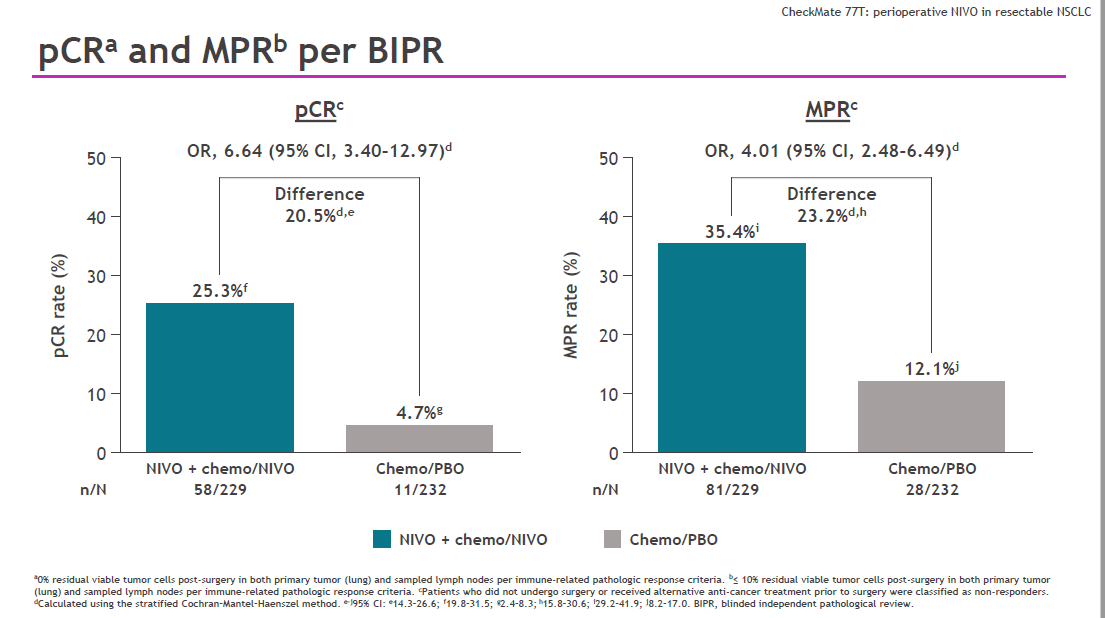 CheckMate 77T: perioperative NIVO in resectable NSCLC
pCRᵃ and MPRᵇ per BIPR
pCRᶜ
OR, 6.64 (95% CI, 3.40–12.97)ᵈ
Difference
20.5%ᵈ,ᵉ
50
40
30
20
10
0
pCR rate (%)
25.3%ᶠ
4.7%ᵍ
NIVO + chemo/NIVO
Chemo/PBO
n/N
58/229
11/232
MPRᶜ
OR, 4.01 (95% CI, 2.48–6.49)ᵈ
Difference
23.2%ᵈ,ʰ
50
40
30
20
10
0
MPR rate (%)
35.4%ⁱ
12.1%ʲ
NIVO + chemo/NIVO
Chemo/PBO
n/N
81/229
28/232
NIVO + chemo/NIVO
Chemo/PBO
ᵃ0% residual viable tumor cells post-surgery in both primary tumor (lung) and sampled lymph nodes per immune-related pathologic response criteria. ᵇ≤ 10% residual viable tumor cells post-surgery in both primary tumor
(lung) and sampled lymph nodes per immune-related pathologic response criteria. ᶜPatients who did not undergo surgery or received alternative anti-cancer treatment prior to surgery were classified as non-responders.
ᵈCalculated using the stratified Cochran-Mantel-Haenszel method. ᵉ⁻ʲ95% CI: ᵉ14.3-26.6; ᶠ19.8-31.5; ᵍ2.4-8.3; ʰ15.8-30.6; ⁱ29.2-41.9; ʲ8.2-17.0. BIPR, blinded independent pathological review.